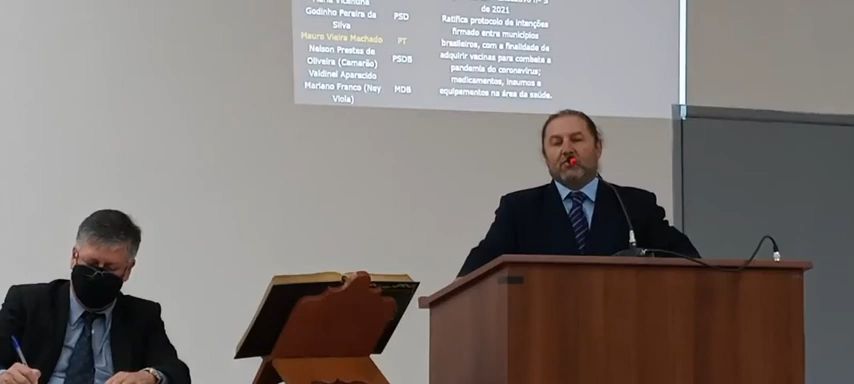 Godinho Pereira da PSD
Silva
Mauro Vieira Machado PT
Nelson Prestes de
Oliveira (Camarão) PSDB
Valdinei Aparecido
Mariano Franco (Ney MDB
Viola)
nº 3
de 2021
Ratifica protocolo de intenções
firmado entre municípios
brasileiros, com a finalidade de
adquirir vacinas para combate a
pandemia do coronavírus;
medicamentos, insumos e
equipamentos na área da saúde.